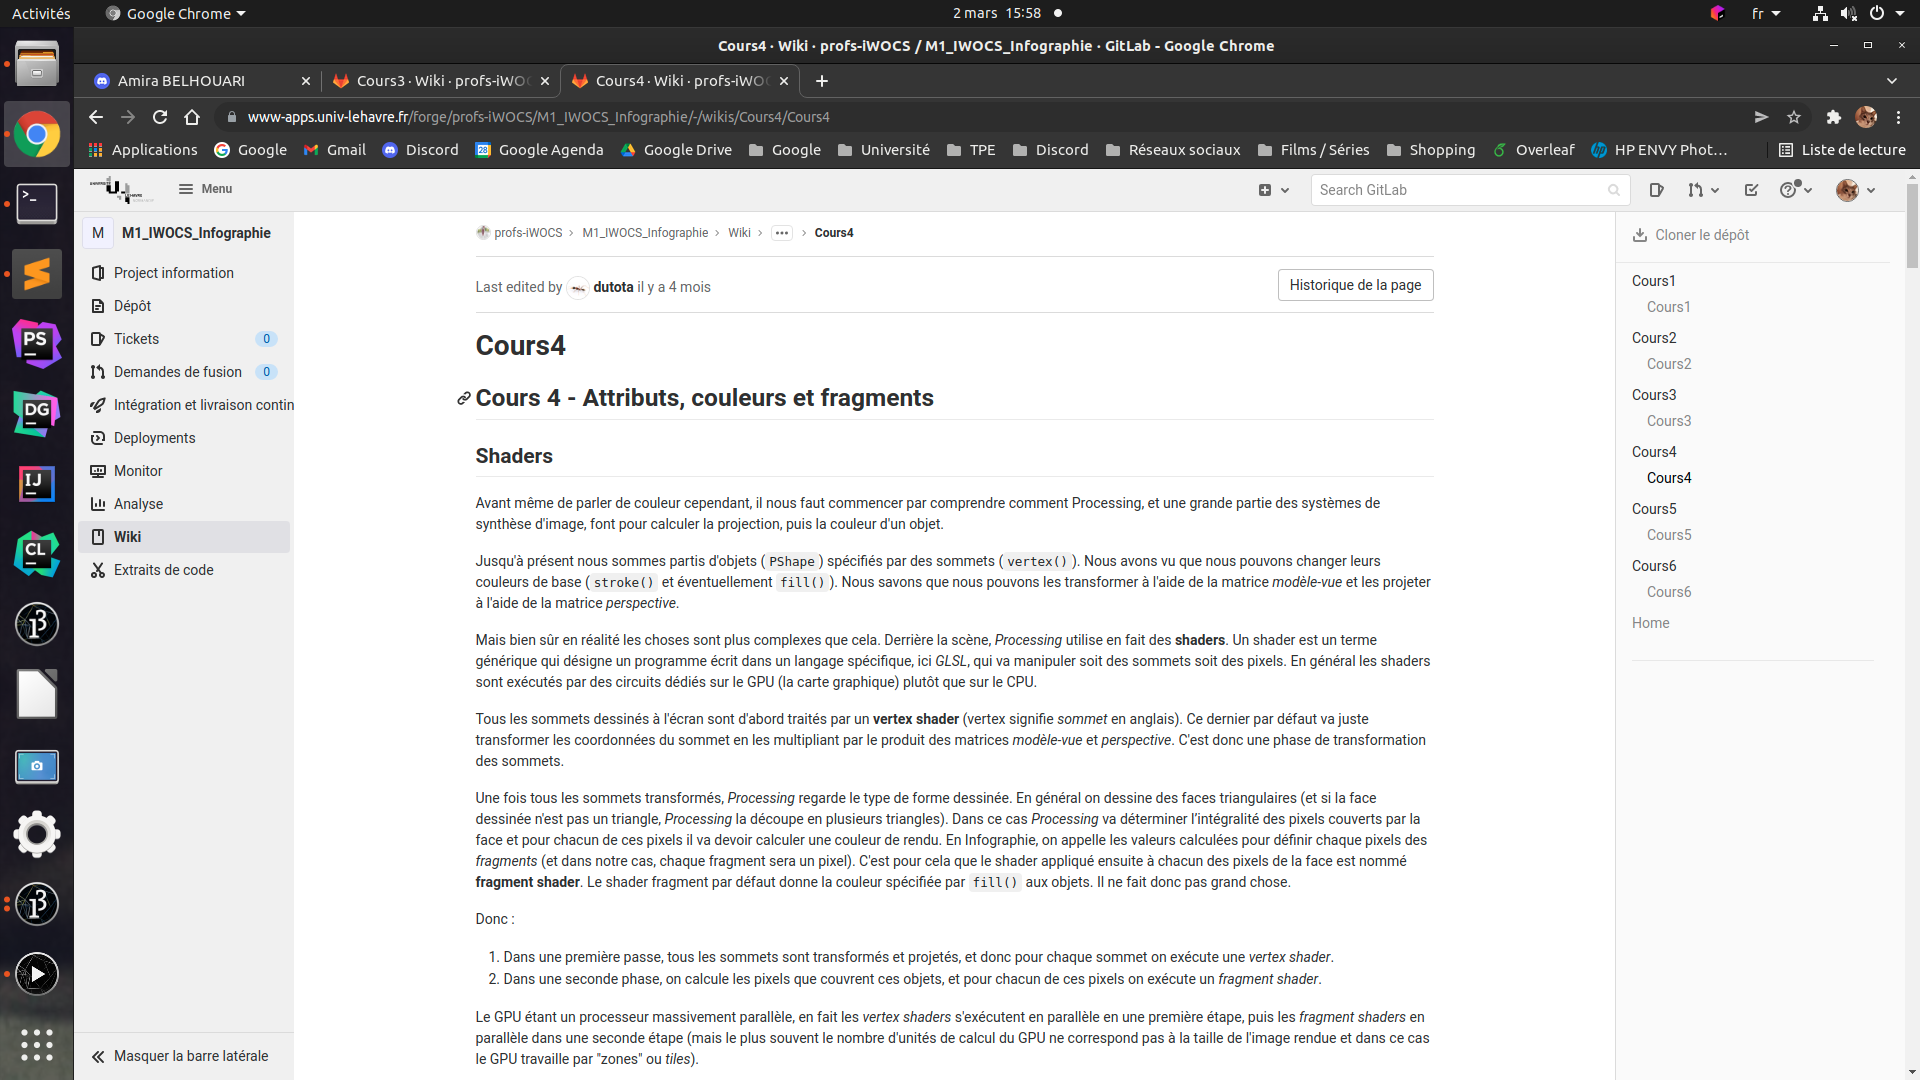 Activités
Google Chrome
2 mars 15:58
fr
Cours4 · Wiki · profs-iWOCS / M1_IWOCS_Infographie · GitLab - Google Chrome
Amira BELHOUARI
Cours3 · Wiki · profs-iWOC
Cours4 · Wiki · profs-iWOC
www-apps.univ-lehavre.fr/forge/profs-iWOCS/M1_IWOCS_Infographie/-/wikis/Cours4/Cours4
Applications
Google
Gmail
Discord
28
Google Agenda
Google Drive
Google
Université
TPE
Discord
Réseaux sociaux
Films / Séries
Shopping
Overleaf
HP ENVY Phot…
Liste de lecture
Menu
Search GitLab
M
M1_IWOCS_Infographie
Project information
Dépôt
Tickets
0
Demandes de fusion
0
Intégration et livraison contin
Deployments
Monitor
Analyse
Wiki
Extraits de code
Masquer la barre latérale
PS
DG
IJ
CL
profs-iWOCS › M1_IWOCS_Infographie › Wiki › ••• › Cours4
Last edited by dutota il y a 4 mois
Historique de la page
Cours4
Cours 4 - Attributs, couleurs et fragments
Shaders
Avant même de parler de couleur cependant, il nous faut commencer par comprendre comment Processing, et une grande partie des systèmes de
synthèse d'image, font pour calculer la projection, puis la couleur d'un objet.
Jusqu'à présent nous sommes partis d'objets ( PShape ) spécifiés par des sommets ( vertex() ). Nous avons vu que nous pouvons changer leurs
couleurs de base ( stroke() et éventuellement fill() ). Nous savons que nous pouvons les transformer à l'aide de la matrice modèle-vue et les projeter
à l'aide de la matrice perspective.
Mais bien sûr en réalité les choses sont plus complexes que cela. Derrière la scène, Processing utilise en fait des shaders. Un shader est un terme
générique qui désigne un programme écrit dans un langage spécifique, ici GLSL, qui va manipuler soit des sommets soit des pixels. En général les shaders
sont exécutés par des circuits dédiés sur le GPU (la carte graphique) plutôt que sur le CPU.
Tous les sommets dessinés à l'écran sont d'abord traités par un vertex shader (vertex signifie sommet en anglais). Ce dernier par défaut va juste
transformer les coordonnées du sommet en les multipliant par le produit des matrices modèle-vue et perspective. C'est donc une phase de transformation
des sommets.
Une fois tous les sommets transformés, Processing regarde le type de forme dessinée. En général on dessine des faces triangulaires (et si la face
dessinée n'est pas un triangle, Processing la découpe en plusieurs triangles). Dans ce cas Processing va déterminer l'intégralité des pixels couverts par la
face et pour chacun de ces pixels il va devoir calculer une couleur de rendu. En Infographie, on appelle les valeurs calculées pour définir chaque pixels des
fragments (et dans notre cas, chaque fragment sera un pixel). C'est pour cela que le shader appliqué ensuite à chacun des pixels de la face est nommé
fragment shader. Le shader fragment par défaut donne la couleur spécifiée par fill() aux objets. Il ne fait donc pas grand chose.
Donc :
1. Dans une première passe, tous les sommets sont transformés et projetés, et donc pour chaque sommet on exécute une vertex shader.
2. Dans une seconde phase, on calcule les pixels que couvrent ces objets, et pour chacun de ces pixels on exécute un fragment shader.
Le GPU étant un processeur massivement parallèle, en fait les vertex shaders s'exécutent en parallèle en une première étape, puis les fragment shaders en
parallèle dans une seconde étape (mais le plus souvent le nombre d'unités de calcul du GPU ne correspond pas à la taille de l'image rendue et dans ce cas
le GPU travaille par "zones" ou tiles).
Cloner le dépôt
Cours1
Cours1
Cours2
Cours2
Cours3
Cours3
Cours4
Cours4
Cours5
Cours5
Cours6
Cours6
Home